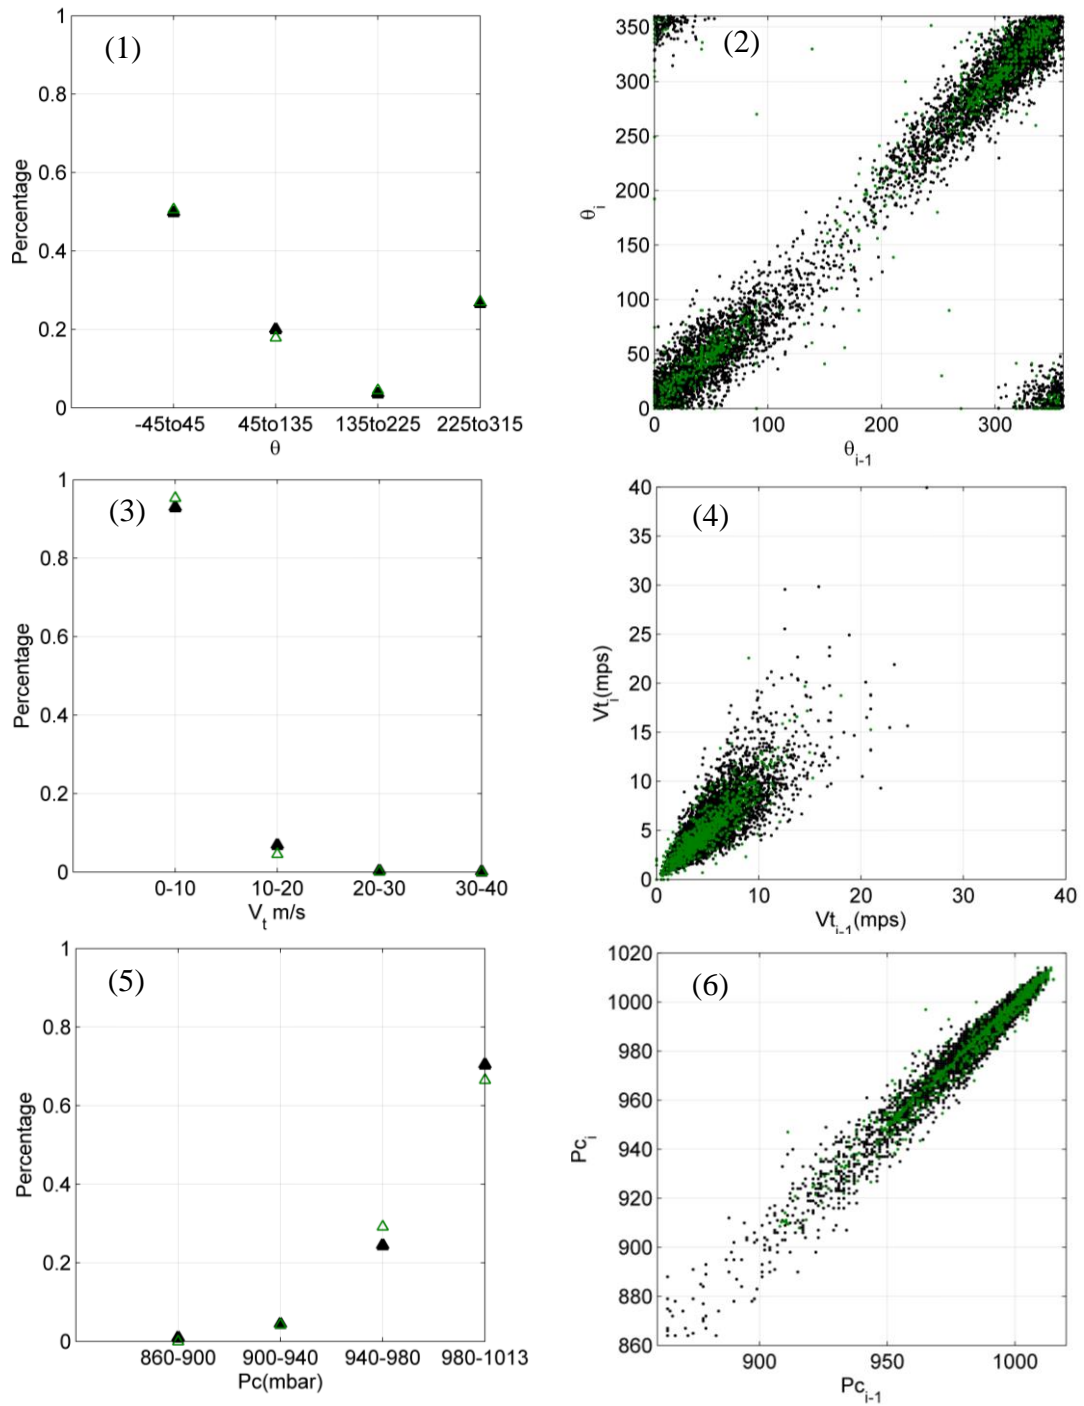 (1)
1
0.8
0.6
0.4
0.2
0
Percentage
-45to45 45to135 135to225 225to315
θ
(2)
350
300
250
200
150
100
50
0
θi
0 100 200 300
θi-1
(3)
1
0.8
0.6
0.4
0.2
0
Percentage
0-10 10-20 20-30 30-40
Vt m/s
(4)
40
35
30
25
20
15
10
5
0
Vti(mps)
0 10 20 30 40
Vti-1(mps)
(5)
1
0.8
0.6
0.4
0.2
0
Percentage
860-900 900-940 940-980 980-1013
Pc(mbar)
(6)
1020
1000
980
960
940
920
900
880
860
Pci
900 950 1000
Pci-1